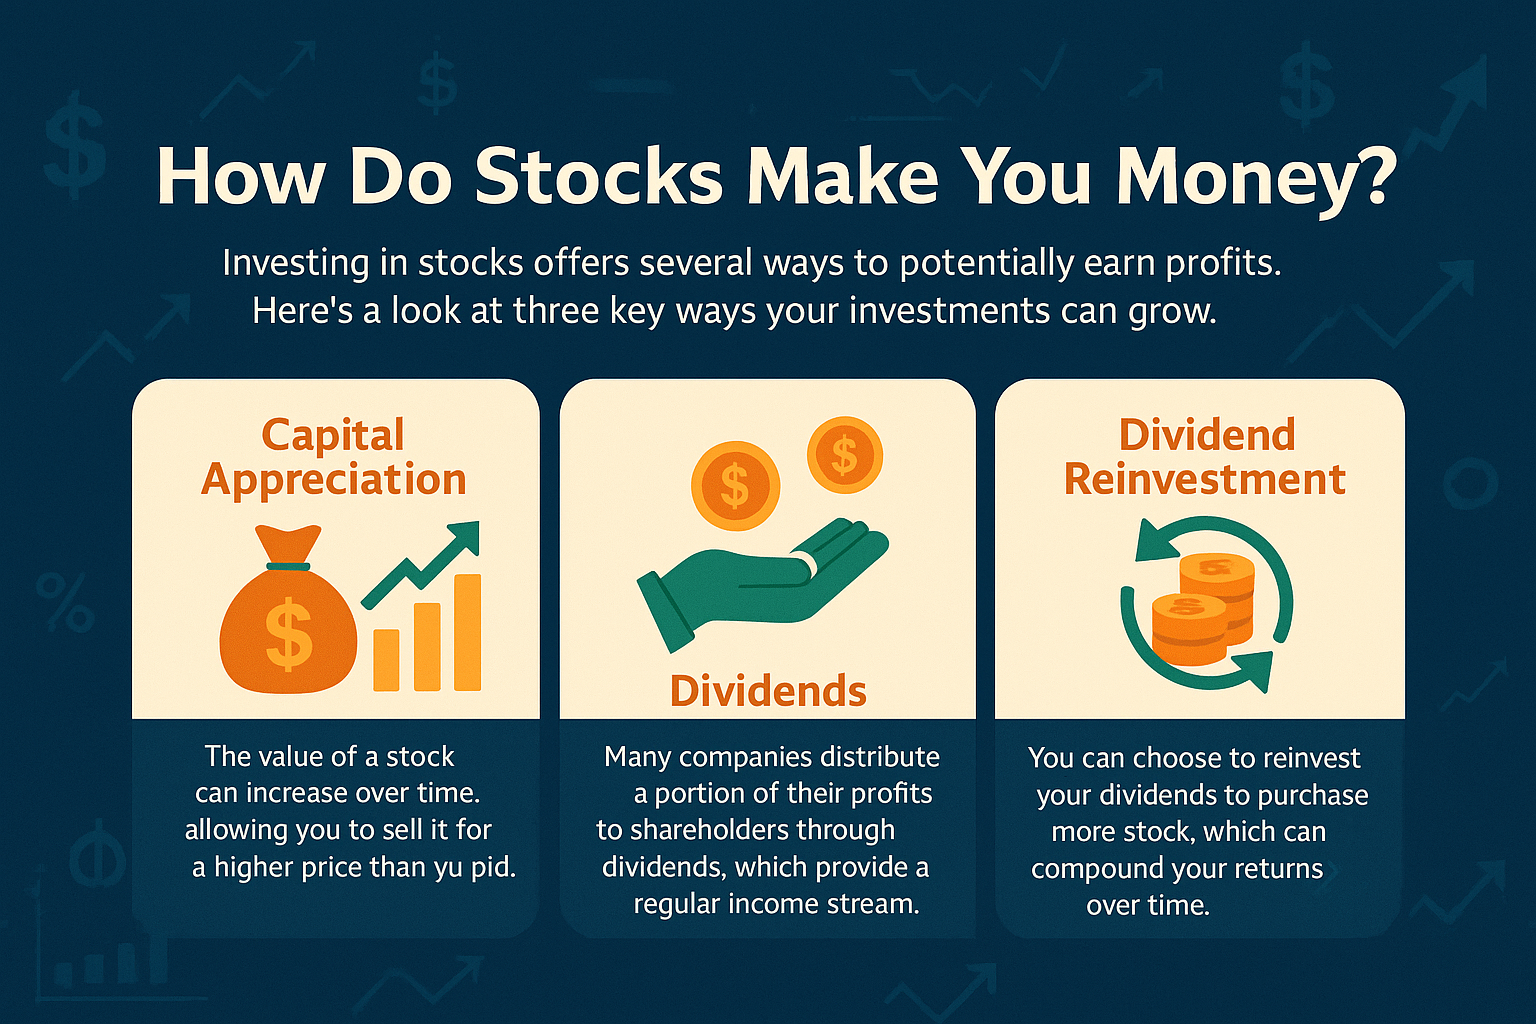 How Do Stocks Make You Money?
Investing in stocks offers several ways to potentially earn profits.
Here's a look at three key ways your investments can grow.
Capital
Appreciation
$
The value of a stock
can increase over time.
allowing you to sell it for
a higher price than yu pid.
$
$
Dividends
Many companies distribute
a portion of their profits
to shareholders through
dividends, which provide a
regular income stream.
Dividend
Reinvestment
You can choose to reinvest
your dividends to purchase
more stock, which can
compound your returns
over time.